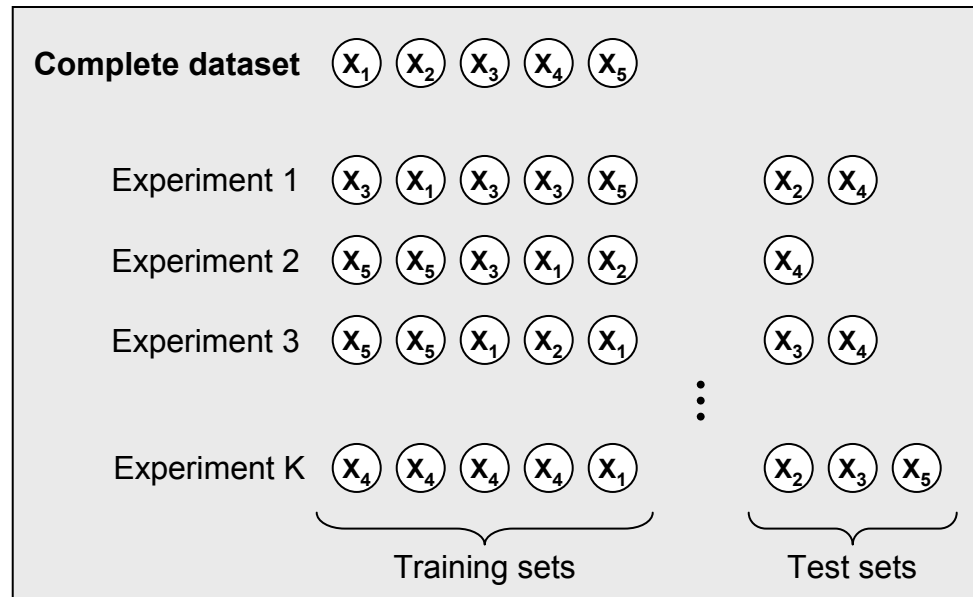 Complete dataset X₁ X₂ X₃ X₄ X₅
Experiment 1 X₃ X₁ X₃ X₃ X₅ X₂ X₄
Experiment 2 X₅ X₅ X₃ X₁ X₂ X₄
Experiment 3 X₅ X₅ X₁ X₂ X₁ X₃ X₄
Experiment K X₄ X₄ X₄ X₄ X₁ X₂ X₃ X₅
Training sets Test sets